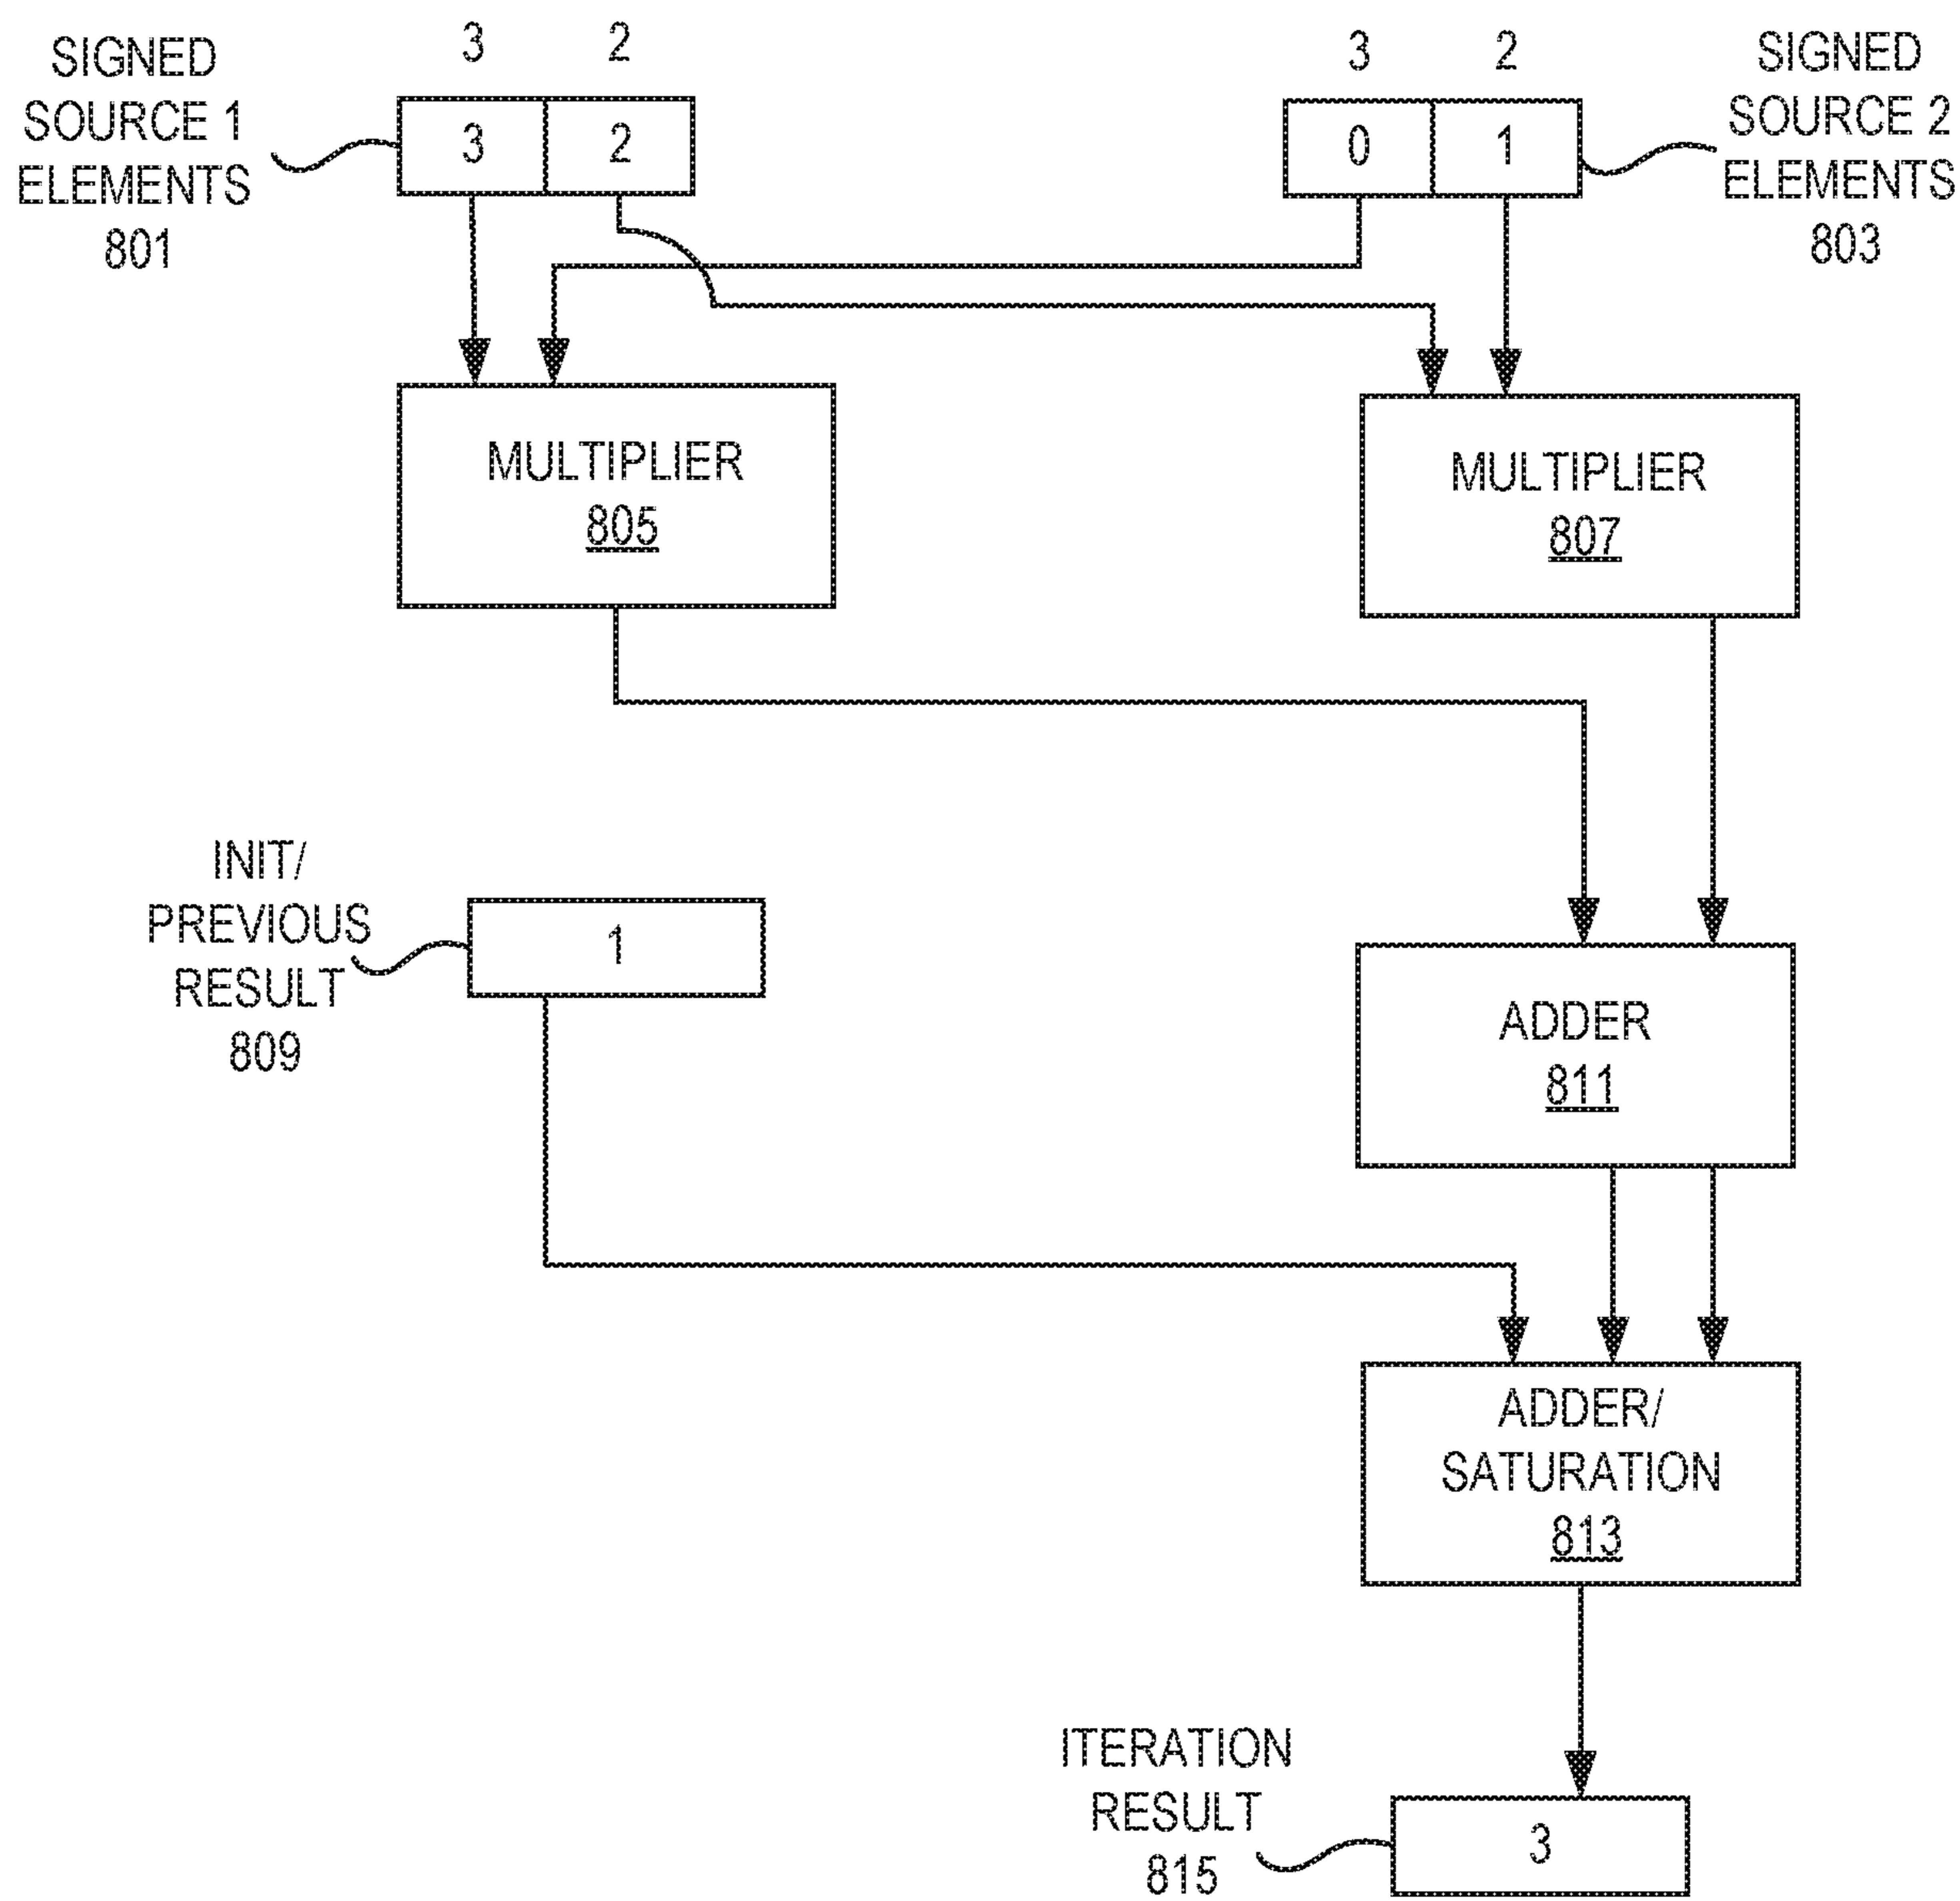 3 2
3 2
SIGNED
SOURCE 1
ELEMENTS
801
3 2
0 1
SIGNED
SOURCE 2
ELEMENTS
803
MULTIPLIER
805
MULTIPLIER
807
INIT/
PREVIOUS
RESULT
809
1
ADDER
811
ADDER/
SATURATION
813
ITERATION
RESULT
815
3